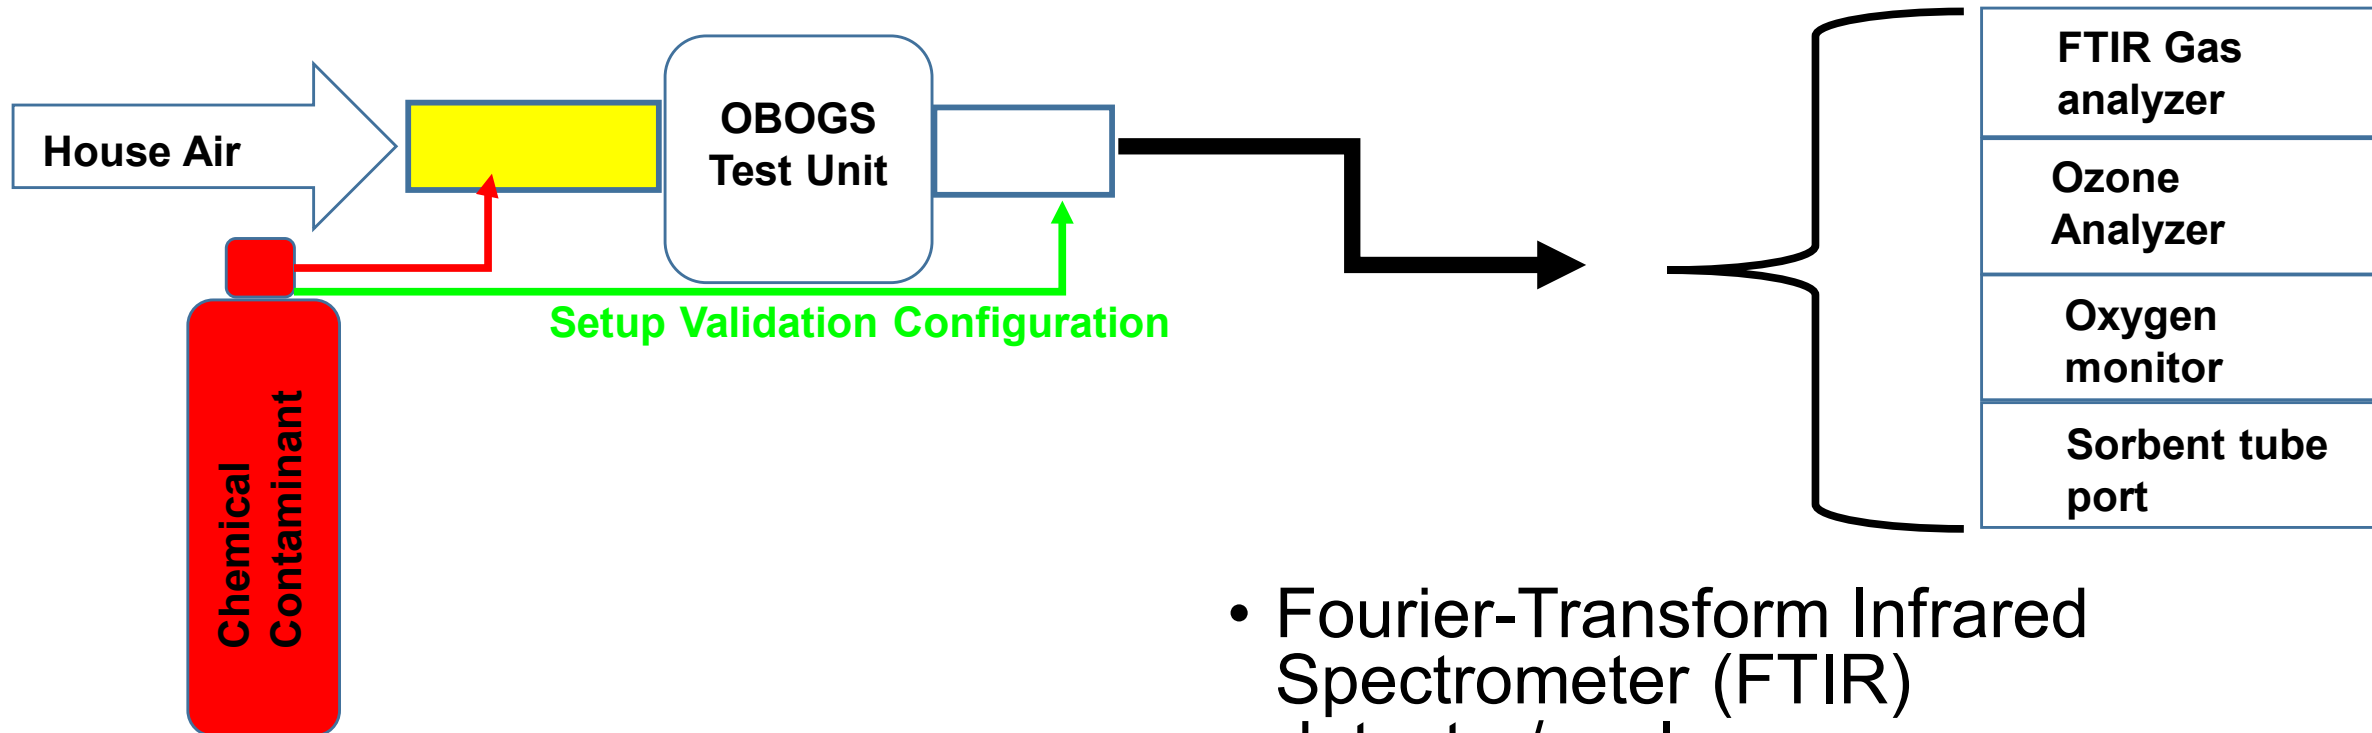 House Air
OBOGS
Test Unit
Setup Validation Configuration
Chemical
Contaminant
FTIR Gas
analyzer
Ozone
Analyzer
Oxygen
monitor
Sorbent tube
port
• Fourier-Transform Infrared
Spectrometer (FTIR)